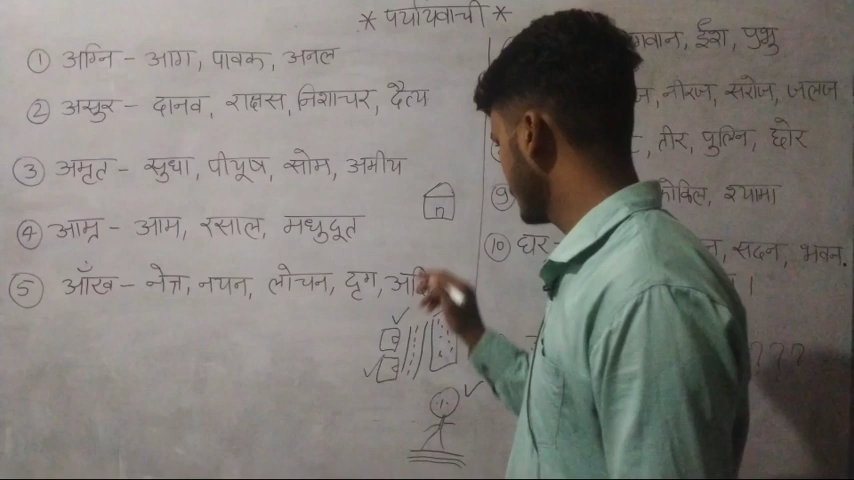 * पर्यायवाची *
① अग्नि - आग, पावक, अनल
② असुर - दानव, राक्षस, निशाचर, दैत्य
③ अमृत - सुधा, पीयूष, सोम, अमीय
④ आम्र - आम, रसाल, मधुदूत
⑤ आँख - नेत्र, नयन, लोचन, दृग,
ईश, प्रभु
नीरज, सरोज, जलज
तीर, पुलिन, छोर
⑨ श्यामा
⑩ घर - सदन, भवन.
???